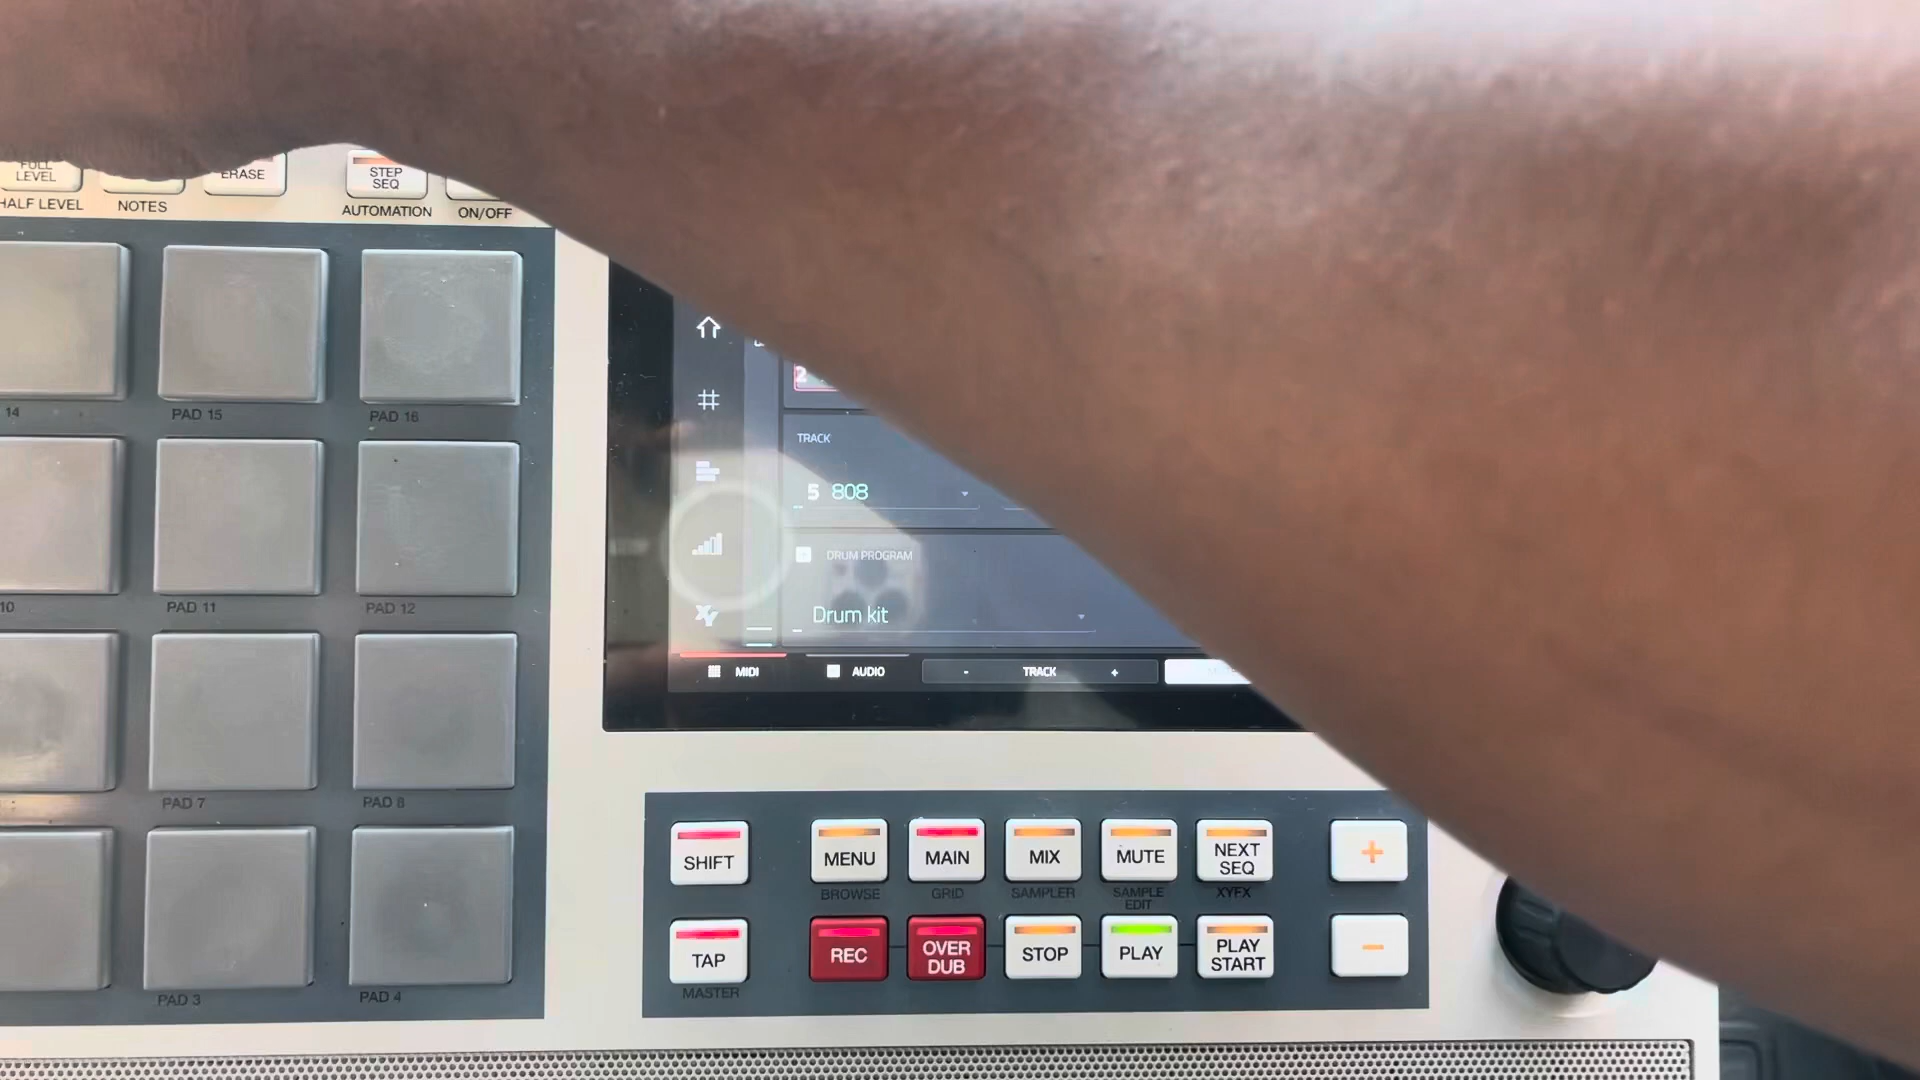 FULL
LEVEL
HALF LEVEL
NOTES
ERASE
STEP
SEQ
AUTOMATION
ON/OFF
14
PAD 15
PAD 16
10
PAD 11
PAD 12
PAD 7
PAD 8
PAD 3
PAD 4
2
TRACK
5 808
DRUM PROGRAM
Drum kit
MIDI
AUDIO
- TRACK +
SHIFT
MENU
BROWSE
MAIN
GRID
MIX
SAMPLER
MUTE
SAMPLE
EDIT
NEXT
SEQ
XYFX
+
TAP
MASTER
REC
OVER
DUB
STOP
PLAY
PLAY
START
-